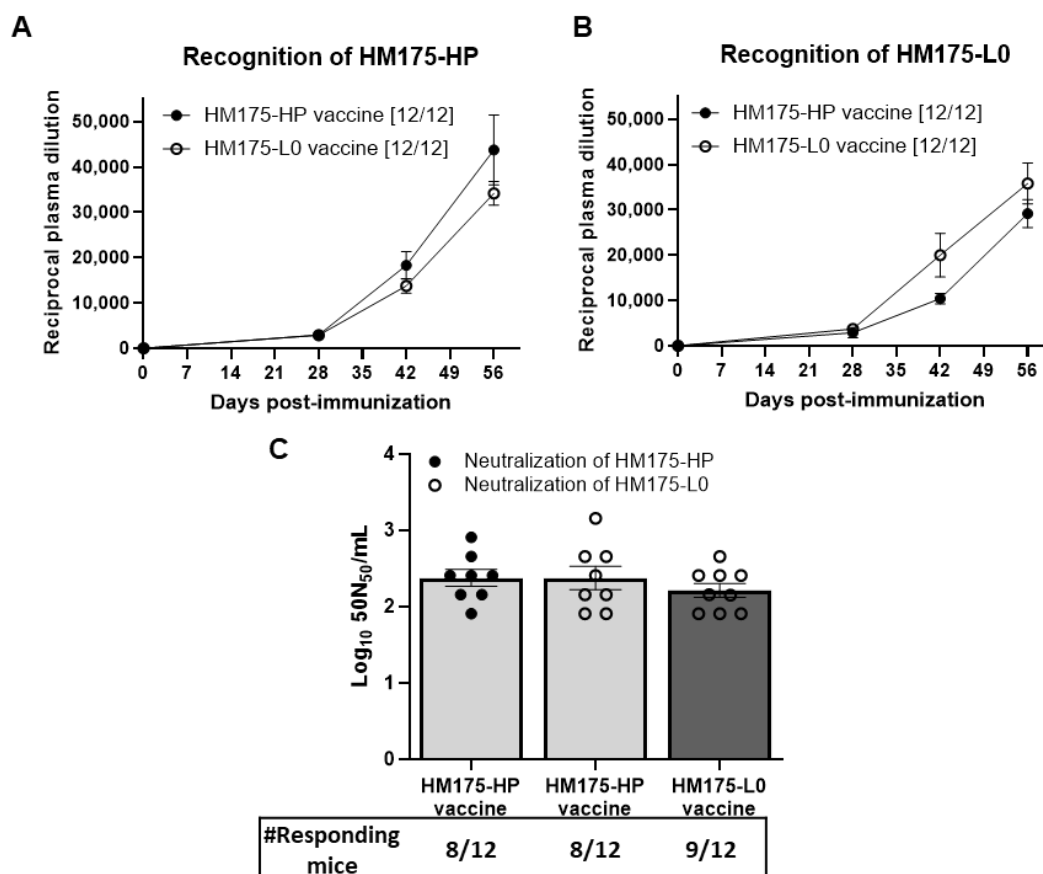 A
Recognition of HM175-HP
Reciprocal plasma dilution
50,000
40,000
30,000
20,000
10,000
0
HM175-HP vaccine [12/12]
HM175-L0 vaccine [12/12]
0 7 14 21 28 35 42 49 56
Days post-immunization
B
Recognition of HM175-L0
Reciprocal plasma dilution
50,000
40,000
30,000
20,000
10,000
0
HM175-HP vaccine [12/12]
HM175-L0 vaccine [12/12]
0 7 14 21 28 35 42 49 56
Days post-immunization
C
Log₁₀ 50N₅₀/mL
4
3
2
1
0
Neutralization of HM175-HP
Neutralization of HM175-L0
HM175-HP HM175-HP HM175-L0
vaccine vaccine vaccine
#Responding
mice
8/12 8/12 9/12